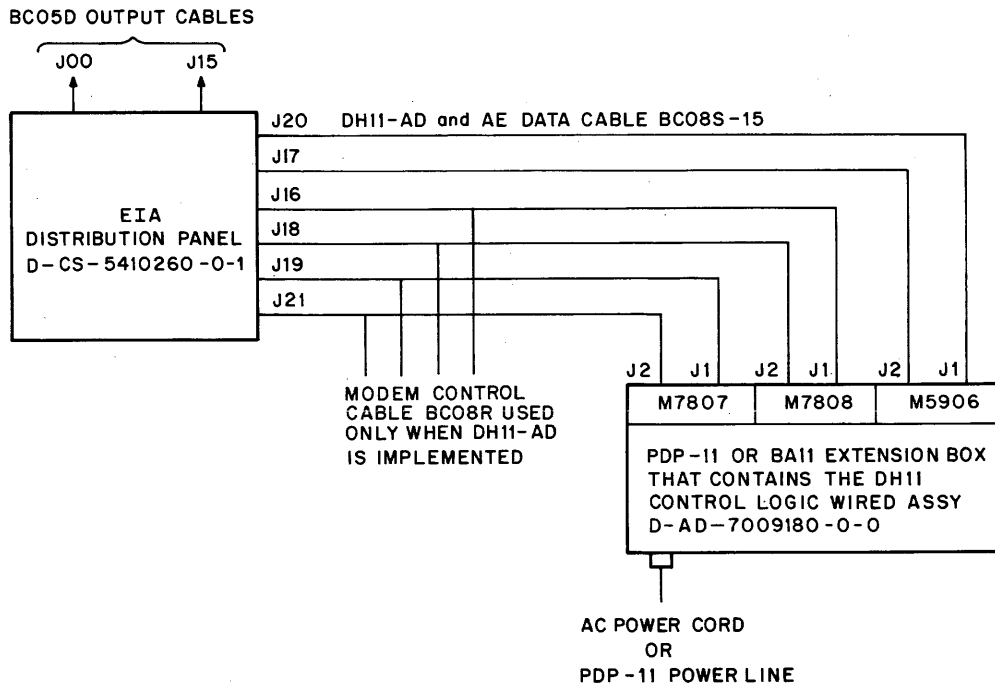 BC05D OUTPUT CABLES
J00 J15
J20 DH11-AD and AE DATA CABLE BC08S-15
J17
J16
J18
J19
J21
EIA
DISTRIBUTION PANEL
D-CS-5410260-0-1
MODEM CONTROL
CABLE BC08R USED
ONLY WHEN DH11-AD
IS IMPLEMENTED
J2 J1 J2 J1 J2 J1
M7807 M7808 M5906
PDP-11 OR BA11 EXTENSION BOX
THAT CONTAINS THE DH11
CONTROL LOGIC WIRED ASSY
D-AD-7009180-0-0
AC POWER CORD
OR
PDP-11 POWER LINE